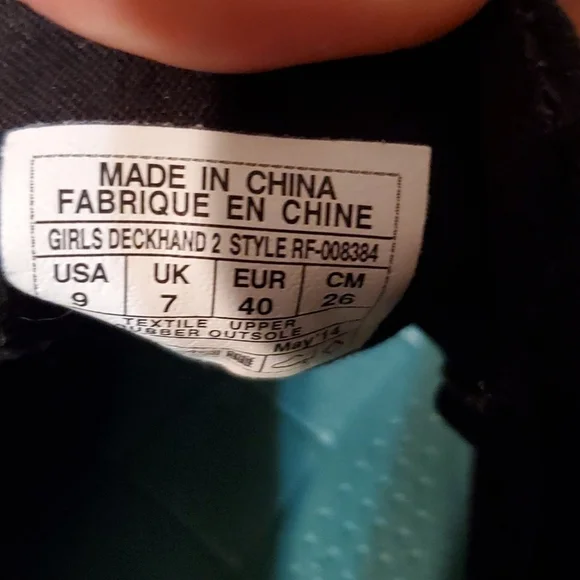 MADE IN CHINA
FABRIQUE EN CHINE
GIRLS DECKHAND 2 STYLE RF-008384
USA UK EUR CM
9 7 40 26
TEXTILE UPPER
RUBBER OUTSOLE
May'14